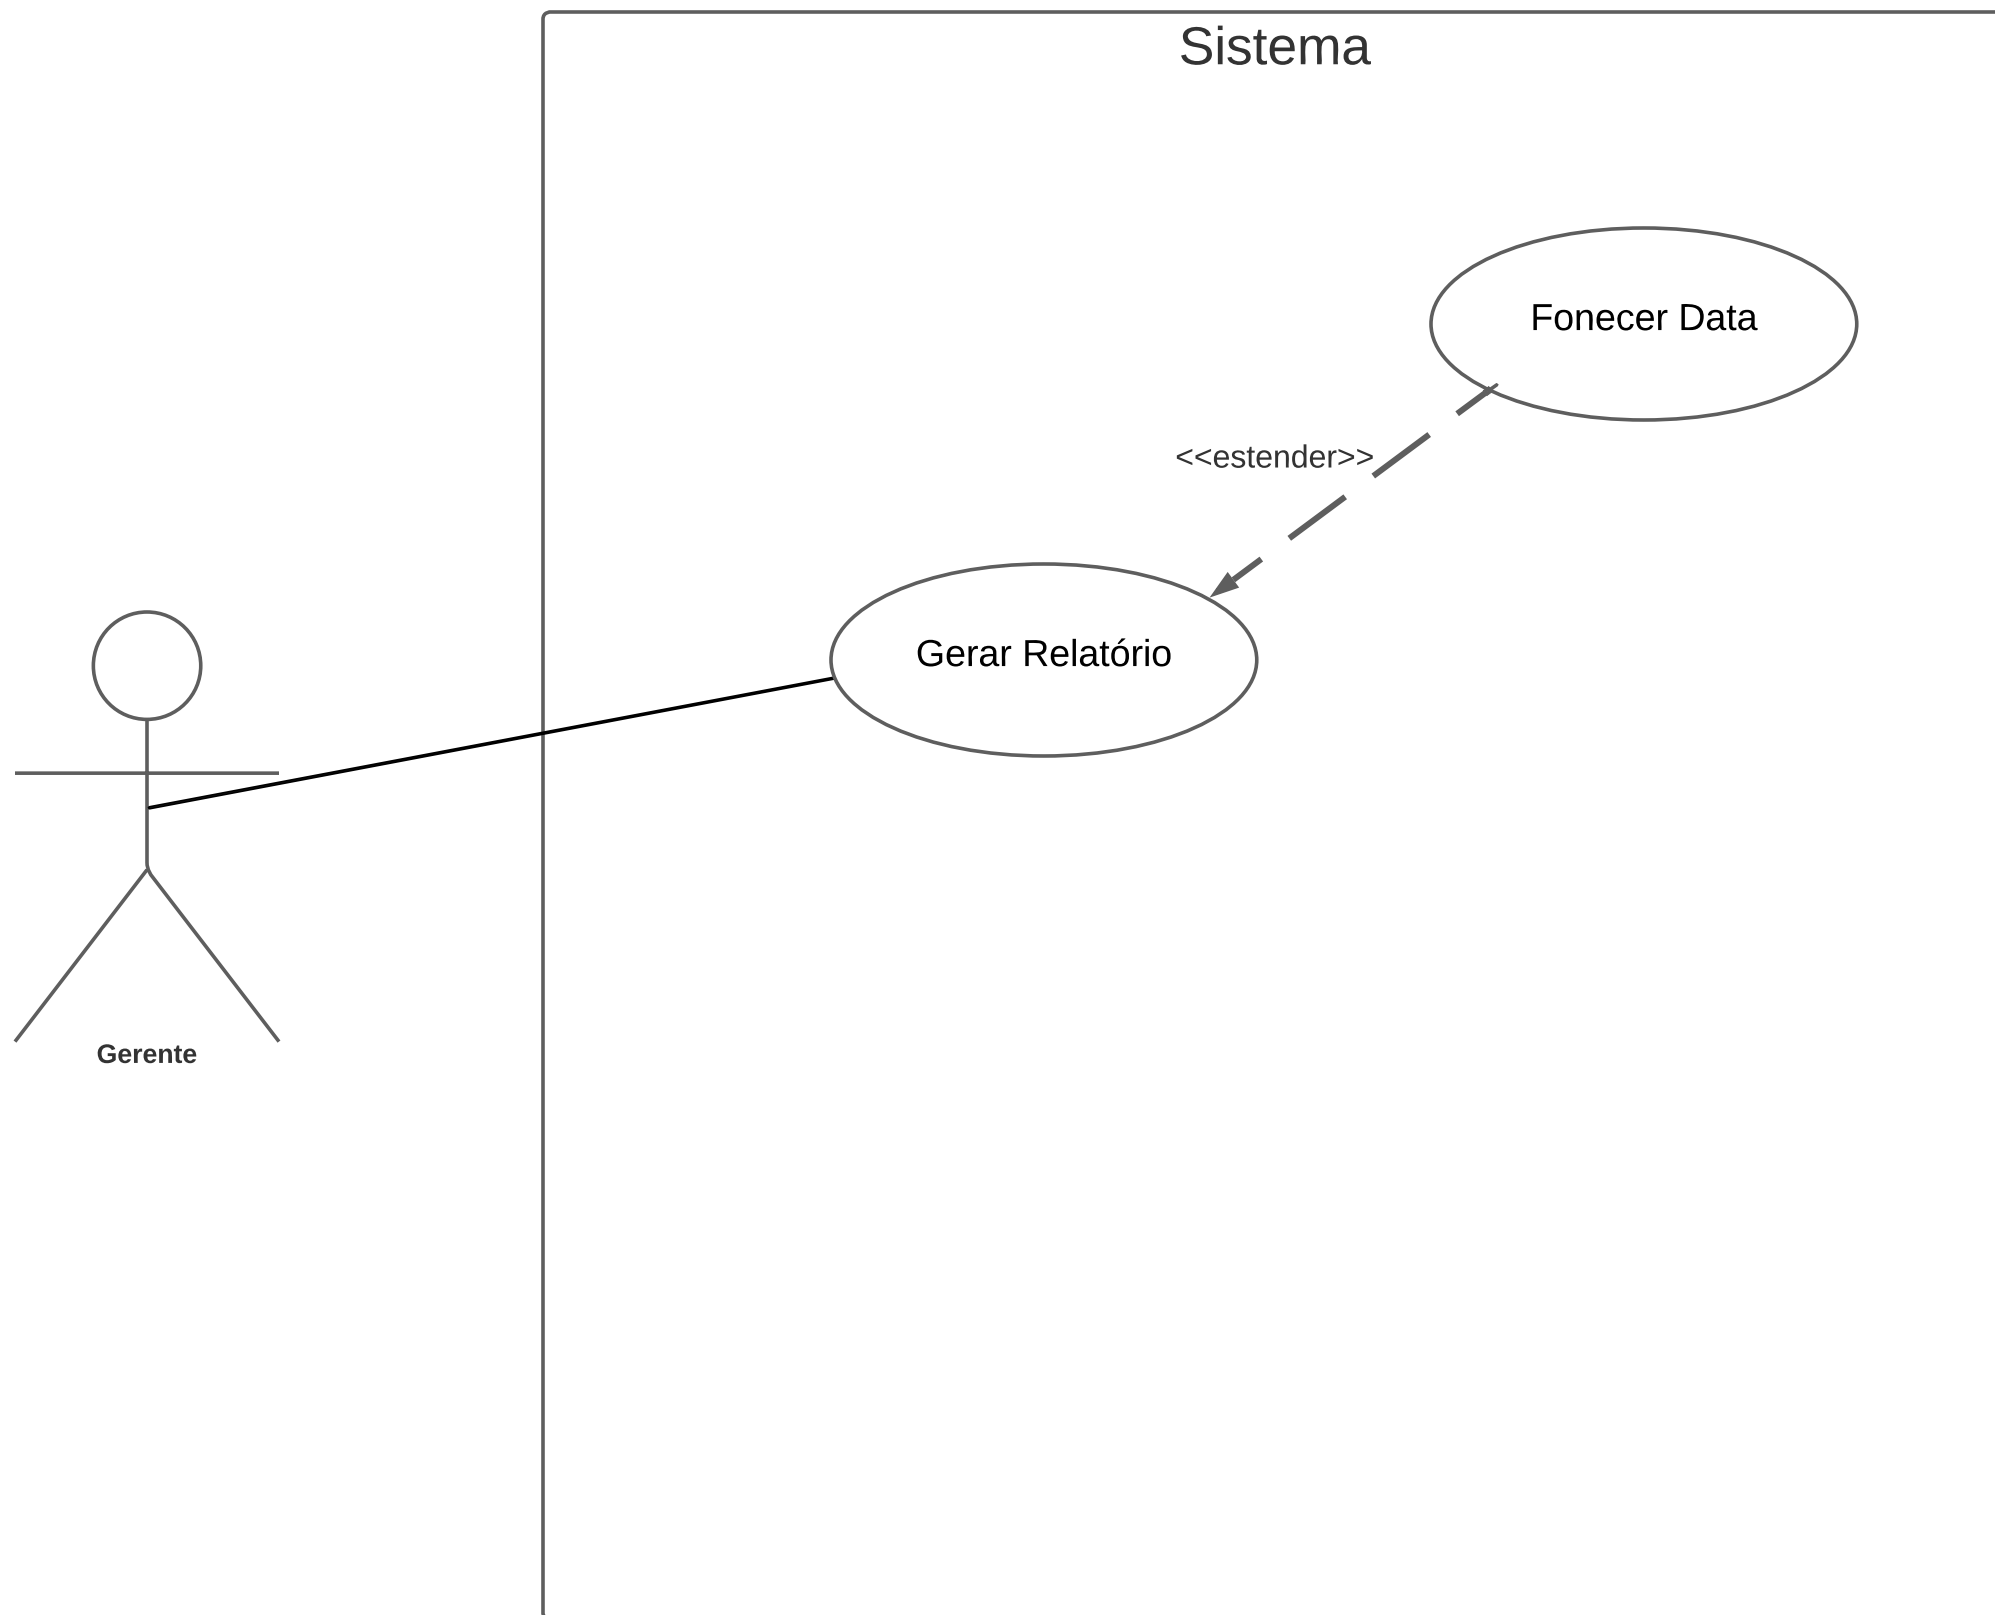 Sistema
Fonecer Data
<<estender>>
Gerar Relatório
Gerente